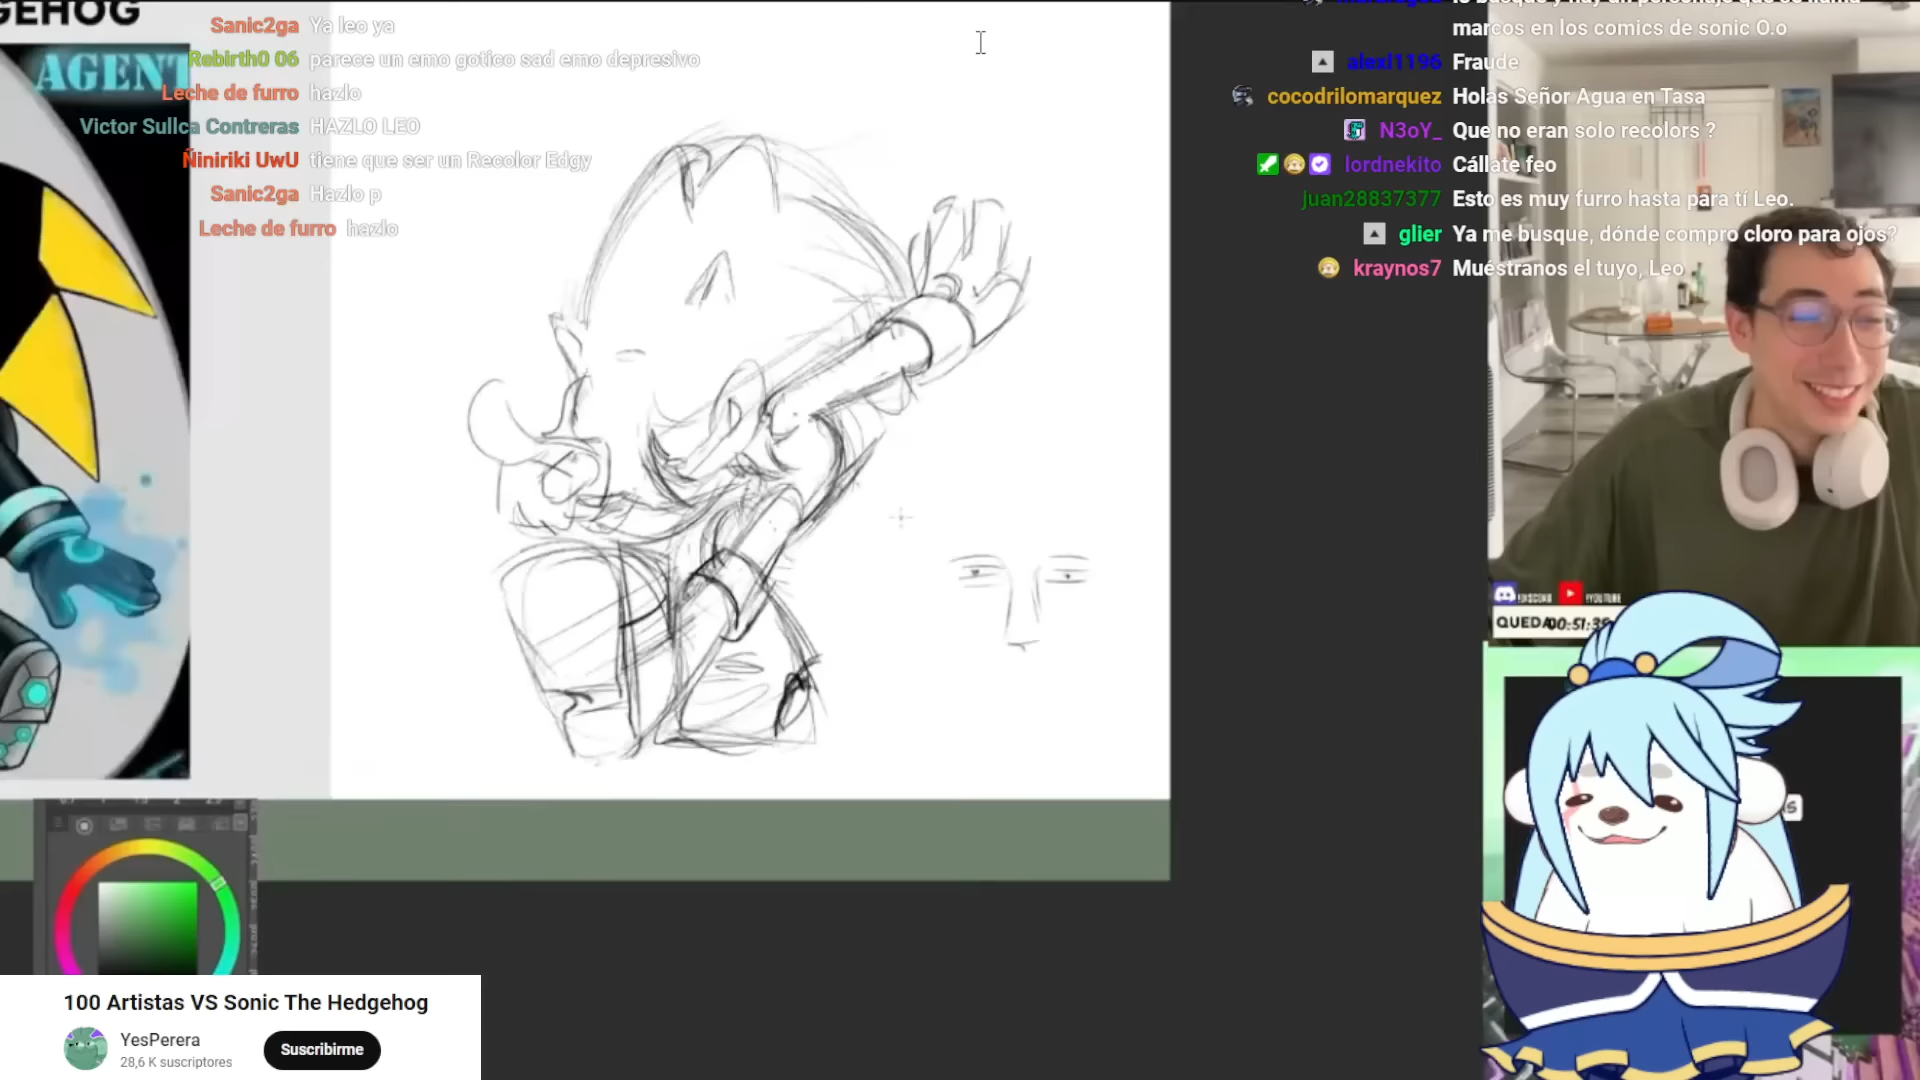 GEHOG
AGENT
Sanic2ga Ya leo ya
Rebirth0 06 parece un emo gotico sad emo depresivo
Leche de furro hazlo
Victor Sullca Contreras HAZLO LEO
Ñiniriki UwU tiene que ser un Recolor Edgy
Sanic2ga Hazlo p
Leche de furro hazlo
marcos en los comics de sonic O.o
alexl1196 Fraude
cocodrilomarquez Holas Señor Agua en Tasa
N3oY_ Que no eran solo recolors ?
lordnekito Cállate feo
juan28837377 Esto es muy furro hasta para tí Leo.
glier Ya me busque, dónde compro cloro para ojos?
kraynos7 Muéstranos el tuyo, Leo
!DISCORD !YOUTUBE
QUEDA 00:51:39
100 Artistas VS Sonic The Hedgehog
YesPerera
28,6 K suscriptores
Suscribirme